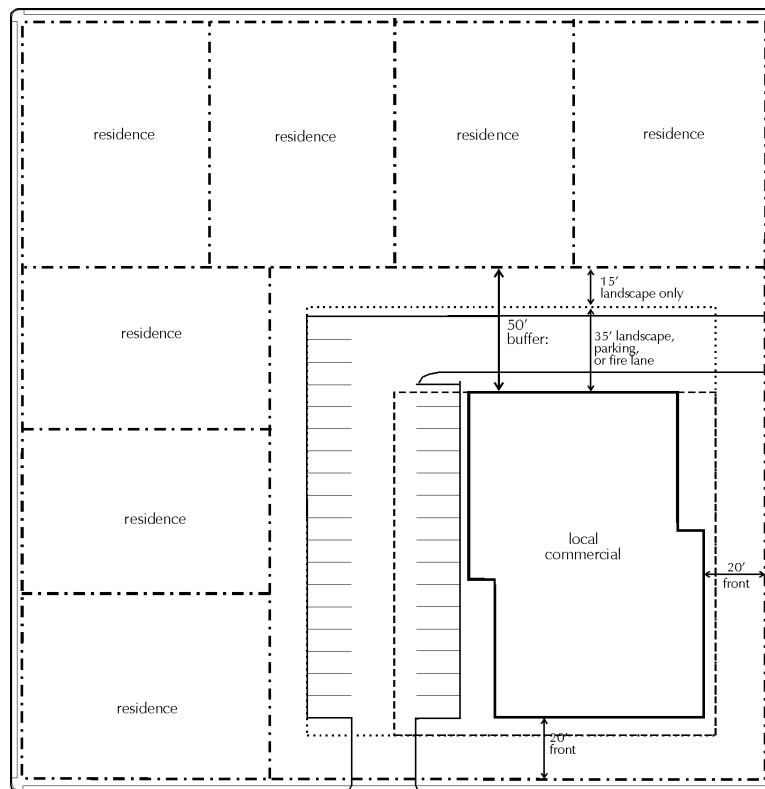 residence
residence
residence
residence
15’
landscape only
50’
buffer:
35’ landscape,
parking,
or fire lane
residence
residence
local
commercial
20’
front
residence
20’
front